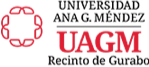 UNIVERSIDAD
ANA G. MÉNDEZ
UAGM
Recinto de Gurabo